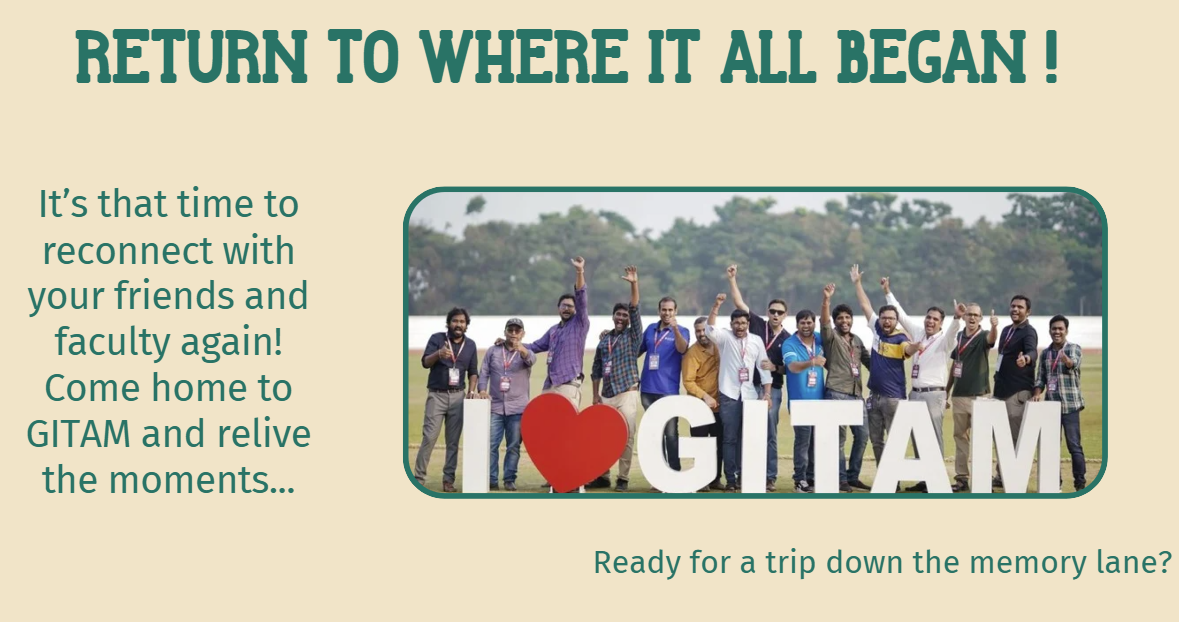 RETURN TO WHERE IT ALL BEGAN !
It’s that time to
reconnect with
your friends and
faculty again!
Come home to
GITAM and relive
the moments...
I GITAM
Ready for a trip down the memory lane?